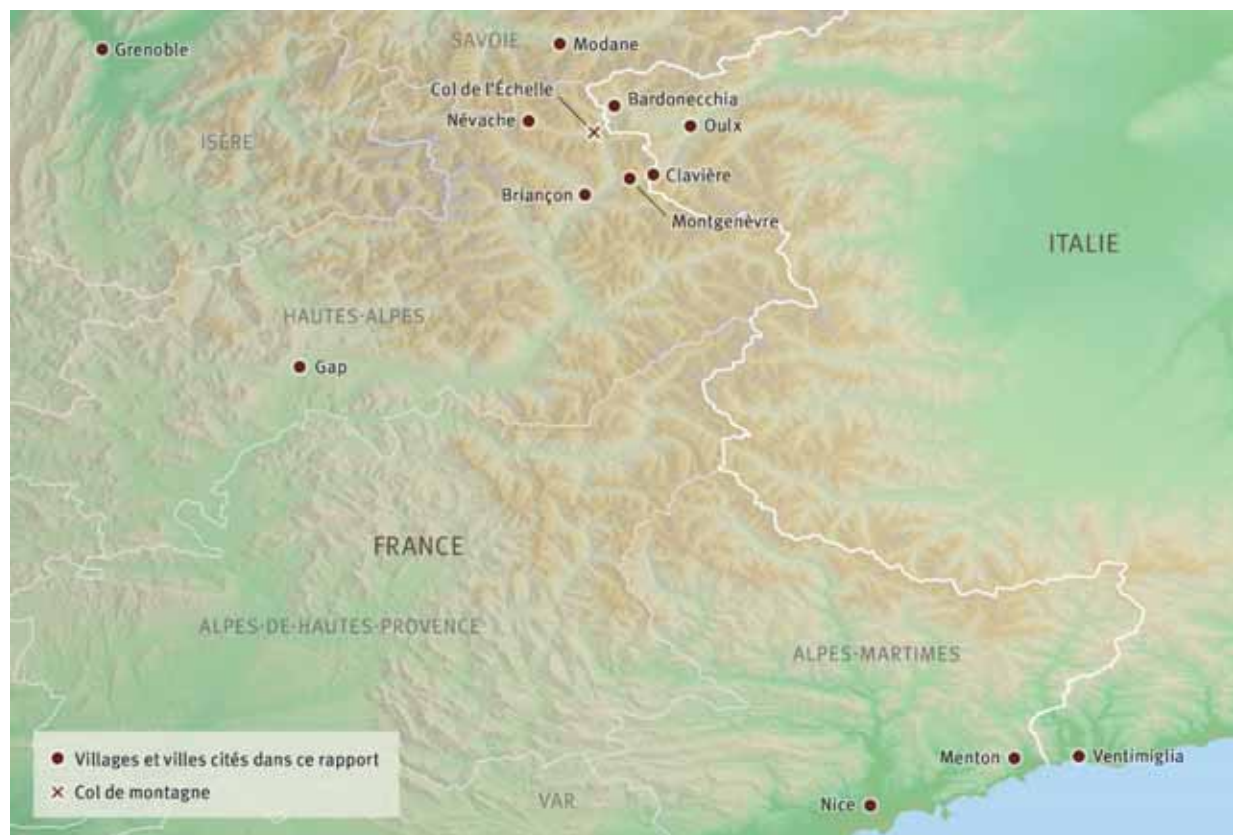 Grenoble
SAVOIE
Modane
Col de l'Échelle
Bardonecchia
Névache
Oulx
ISÈRE
Clavière
Briançon
Montgenèvre
ITALIE
HAUTES-ALPES
Gap
FRANCE
ALPES-DE-HAUTES-PROVENCE
ALPES-MARTIMES
Villages et villes cités dans ce rapport
Menton
Ventimiglia
Col de montagne
VAR
Nice